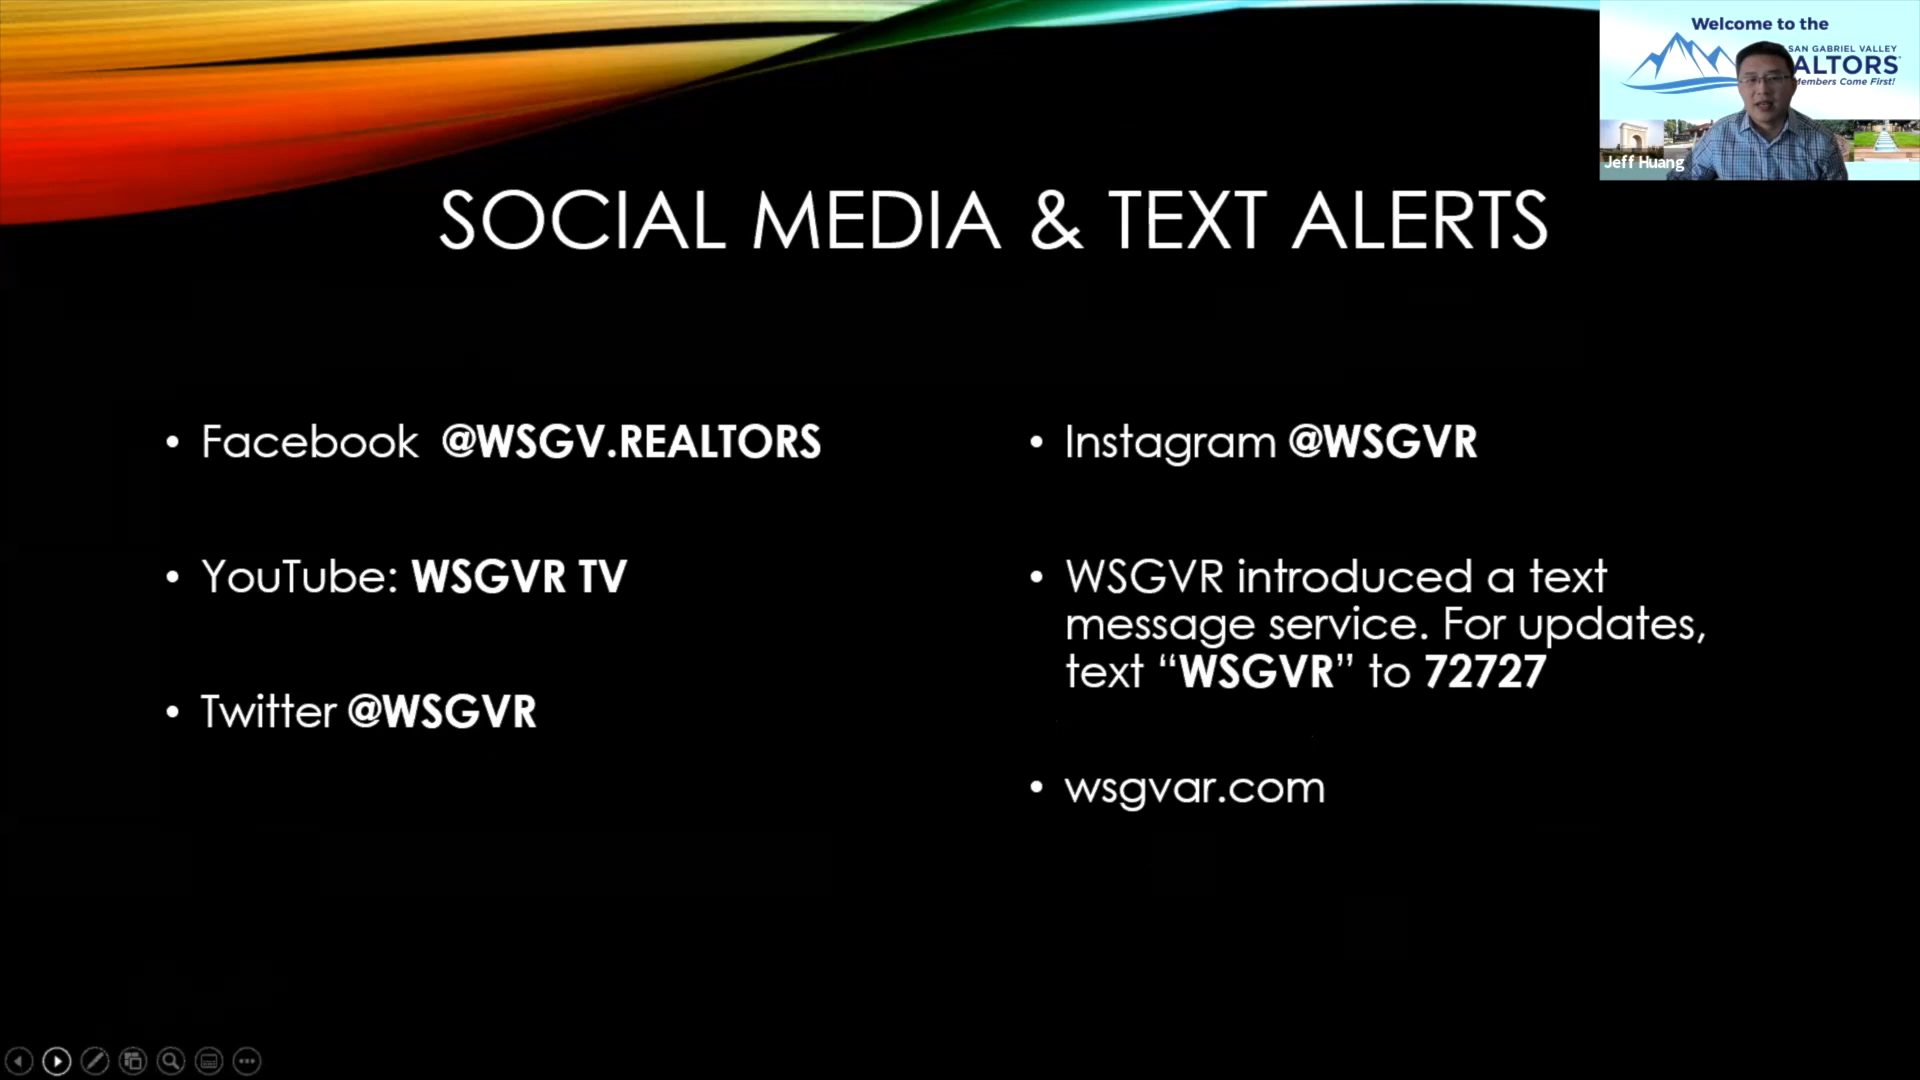 Welcome to the
SAN GABRIEL VALLEY
ALTORS
Members Come First!
Jeff Huang
SOCIAL MEDIA & TEXT ALERTS
• Facebook @WSGV.REALTORS
• YouTube: WSGVR TV
• Twitter @WSGVR
• Instagram @WSGVR
• WSGVR introduced a text
message service. For updates,
text “WSGVR” to 72727
• wsgvar.com